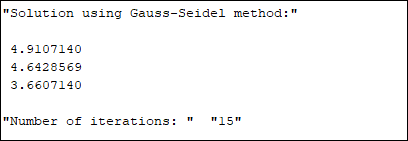 "Solution using Gauss-Seidel method:"
4.9107140
4.6428569
3.6607140
"Number of iterations: " "15"